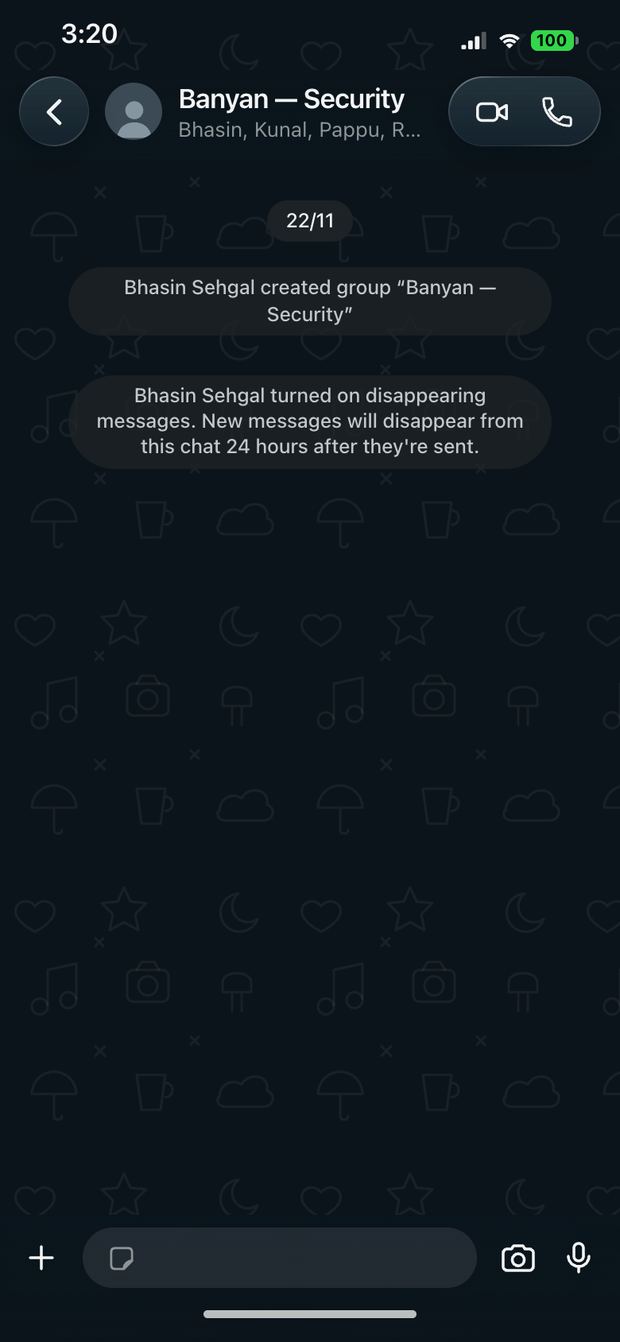 3:20
100
Banyan — Security
Bhasin, Kunal, Pappu, R...
22/11
Bhasin Sehgal created group “Banyan —
Security”
Bhasin Sehgal turned on disappearing
messages. New messages will disappear from
this chat 24 hours after they're sent.